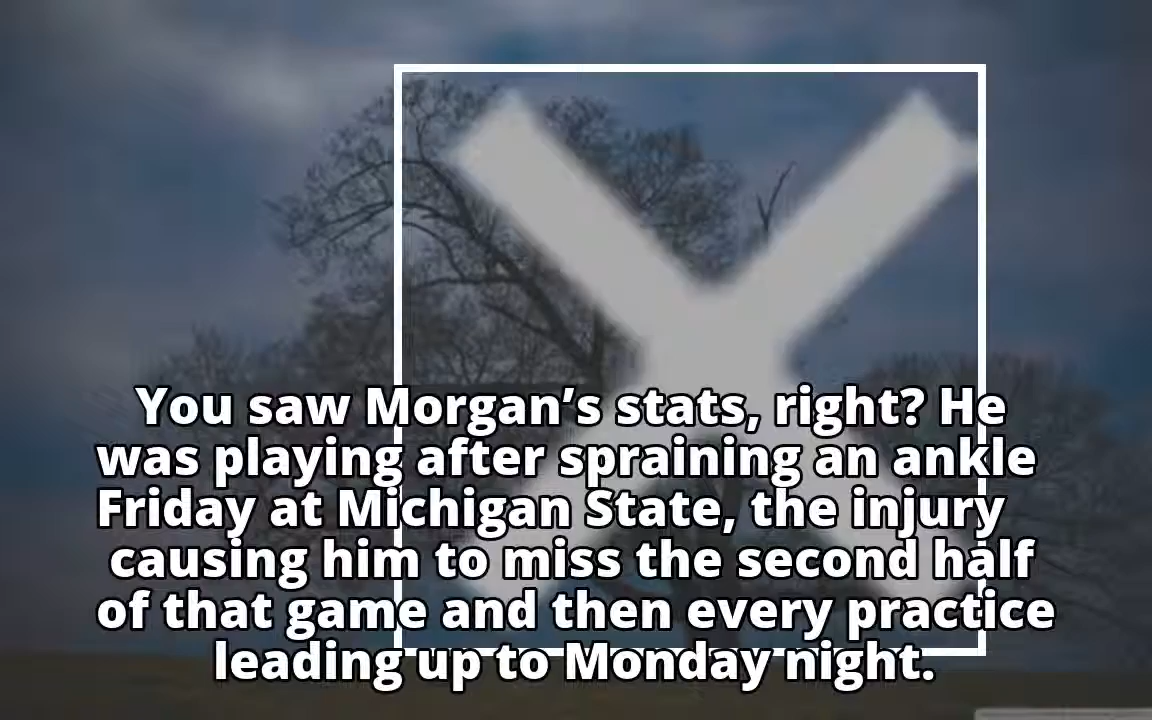 You saw Morgan’s stats, right? He
was playing after spraining an ankle
Friday at Michigan State, the injury
causing him to miss the second half
of that game and then every practice
leading up to Monday night.